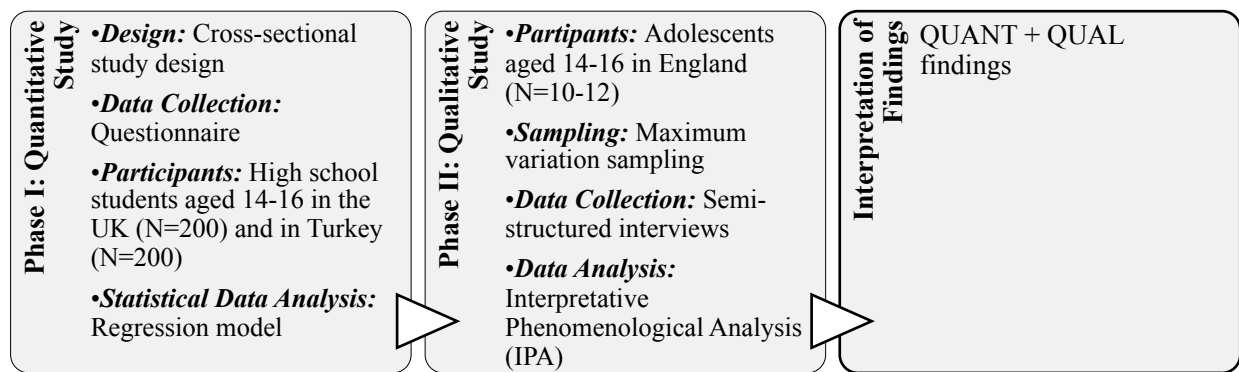 Phase I: Quantitative
Study
•Design: Cross-sectional
study design
•Data Collection:
Questionnaire
•Participants: High school
students aged 14-16 in the
UK (N=200) and in Turkey
(N=200)
•Statistical Data Analysis:
Regression model
Phase II: Qualitative
Study
•Partipants: Adolescents
aged 14-16 in England
(N=10-12)
•Sampling: Maximum
variation sampling
•Data Collection: Semi-
structured interviews
•Data Analysis:
Interpretative
Phenomenological Analysis
(IPA)
Interpretation of
Findings
QUANT + QUAL
findings